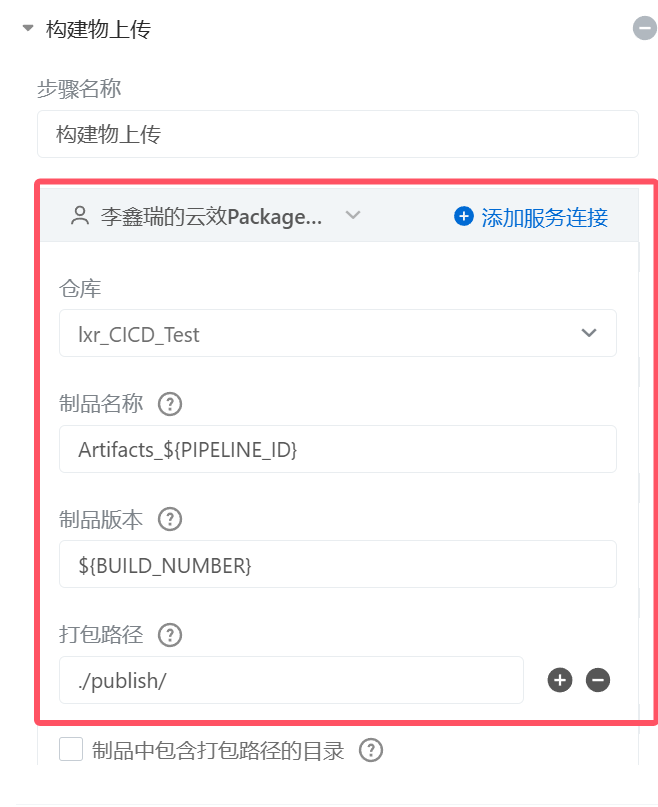 构建物上传
步骤名称
构建物上传
李鑫瑞的云效Package... 添加服务连接
仓库
lxr_CICD_Test
制品名称 ?
Artifacts_${PIPELINE_ID}
制品版本 ?
${BUILD_NUMBER}
打包路径 ?
./publish/
制品中包含打包路径的目录 ?